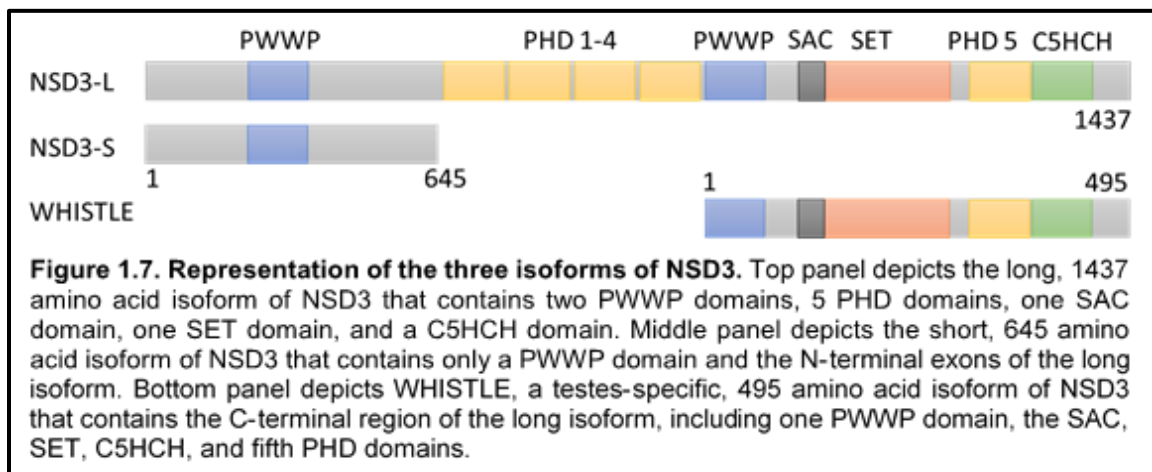 PWWP PHD 1-4 PWWP SAC SET PHD 5 C5HCH
NSD3-L
1437
NSD3-S
1 645 1 495
WHISTLE
Figure 1.7. Representation of the three isoforms of NSD3. Top panel depicts the long, 1437
amino acid isoform of NSD3 that contains two PWWP domains, 5 PHD domains, one SAC
domain, one SET domain, and a C5HCH domain. Middle panel depicts the short, 645 amino
acid isoform of NSD3 that contains only a PWWP domain and the N-terminal exons of the long
isoform. Bottom panel depicts WHISTLE, a testes-specific, 495 amino acid isoform of NSD3
that contains the C-terminal region of the long isoform, including one PWWP domain, the SAC,
SET, C5HCH, and fifth PHD domains.